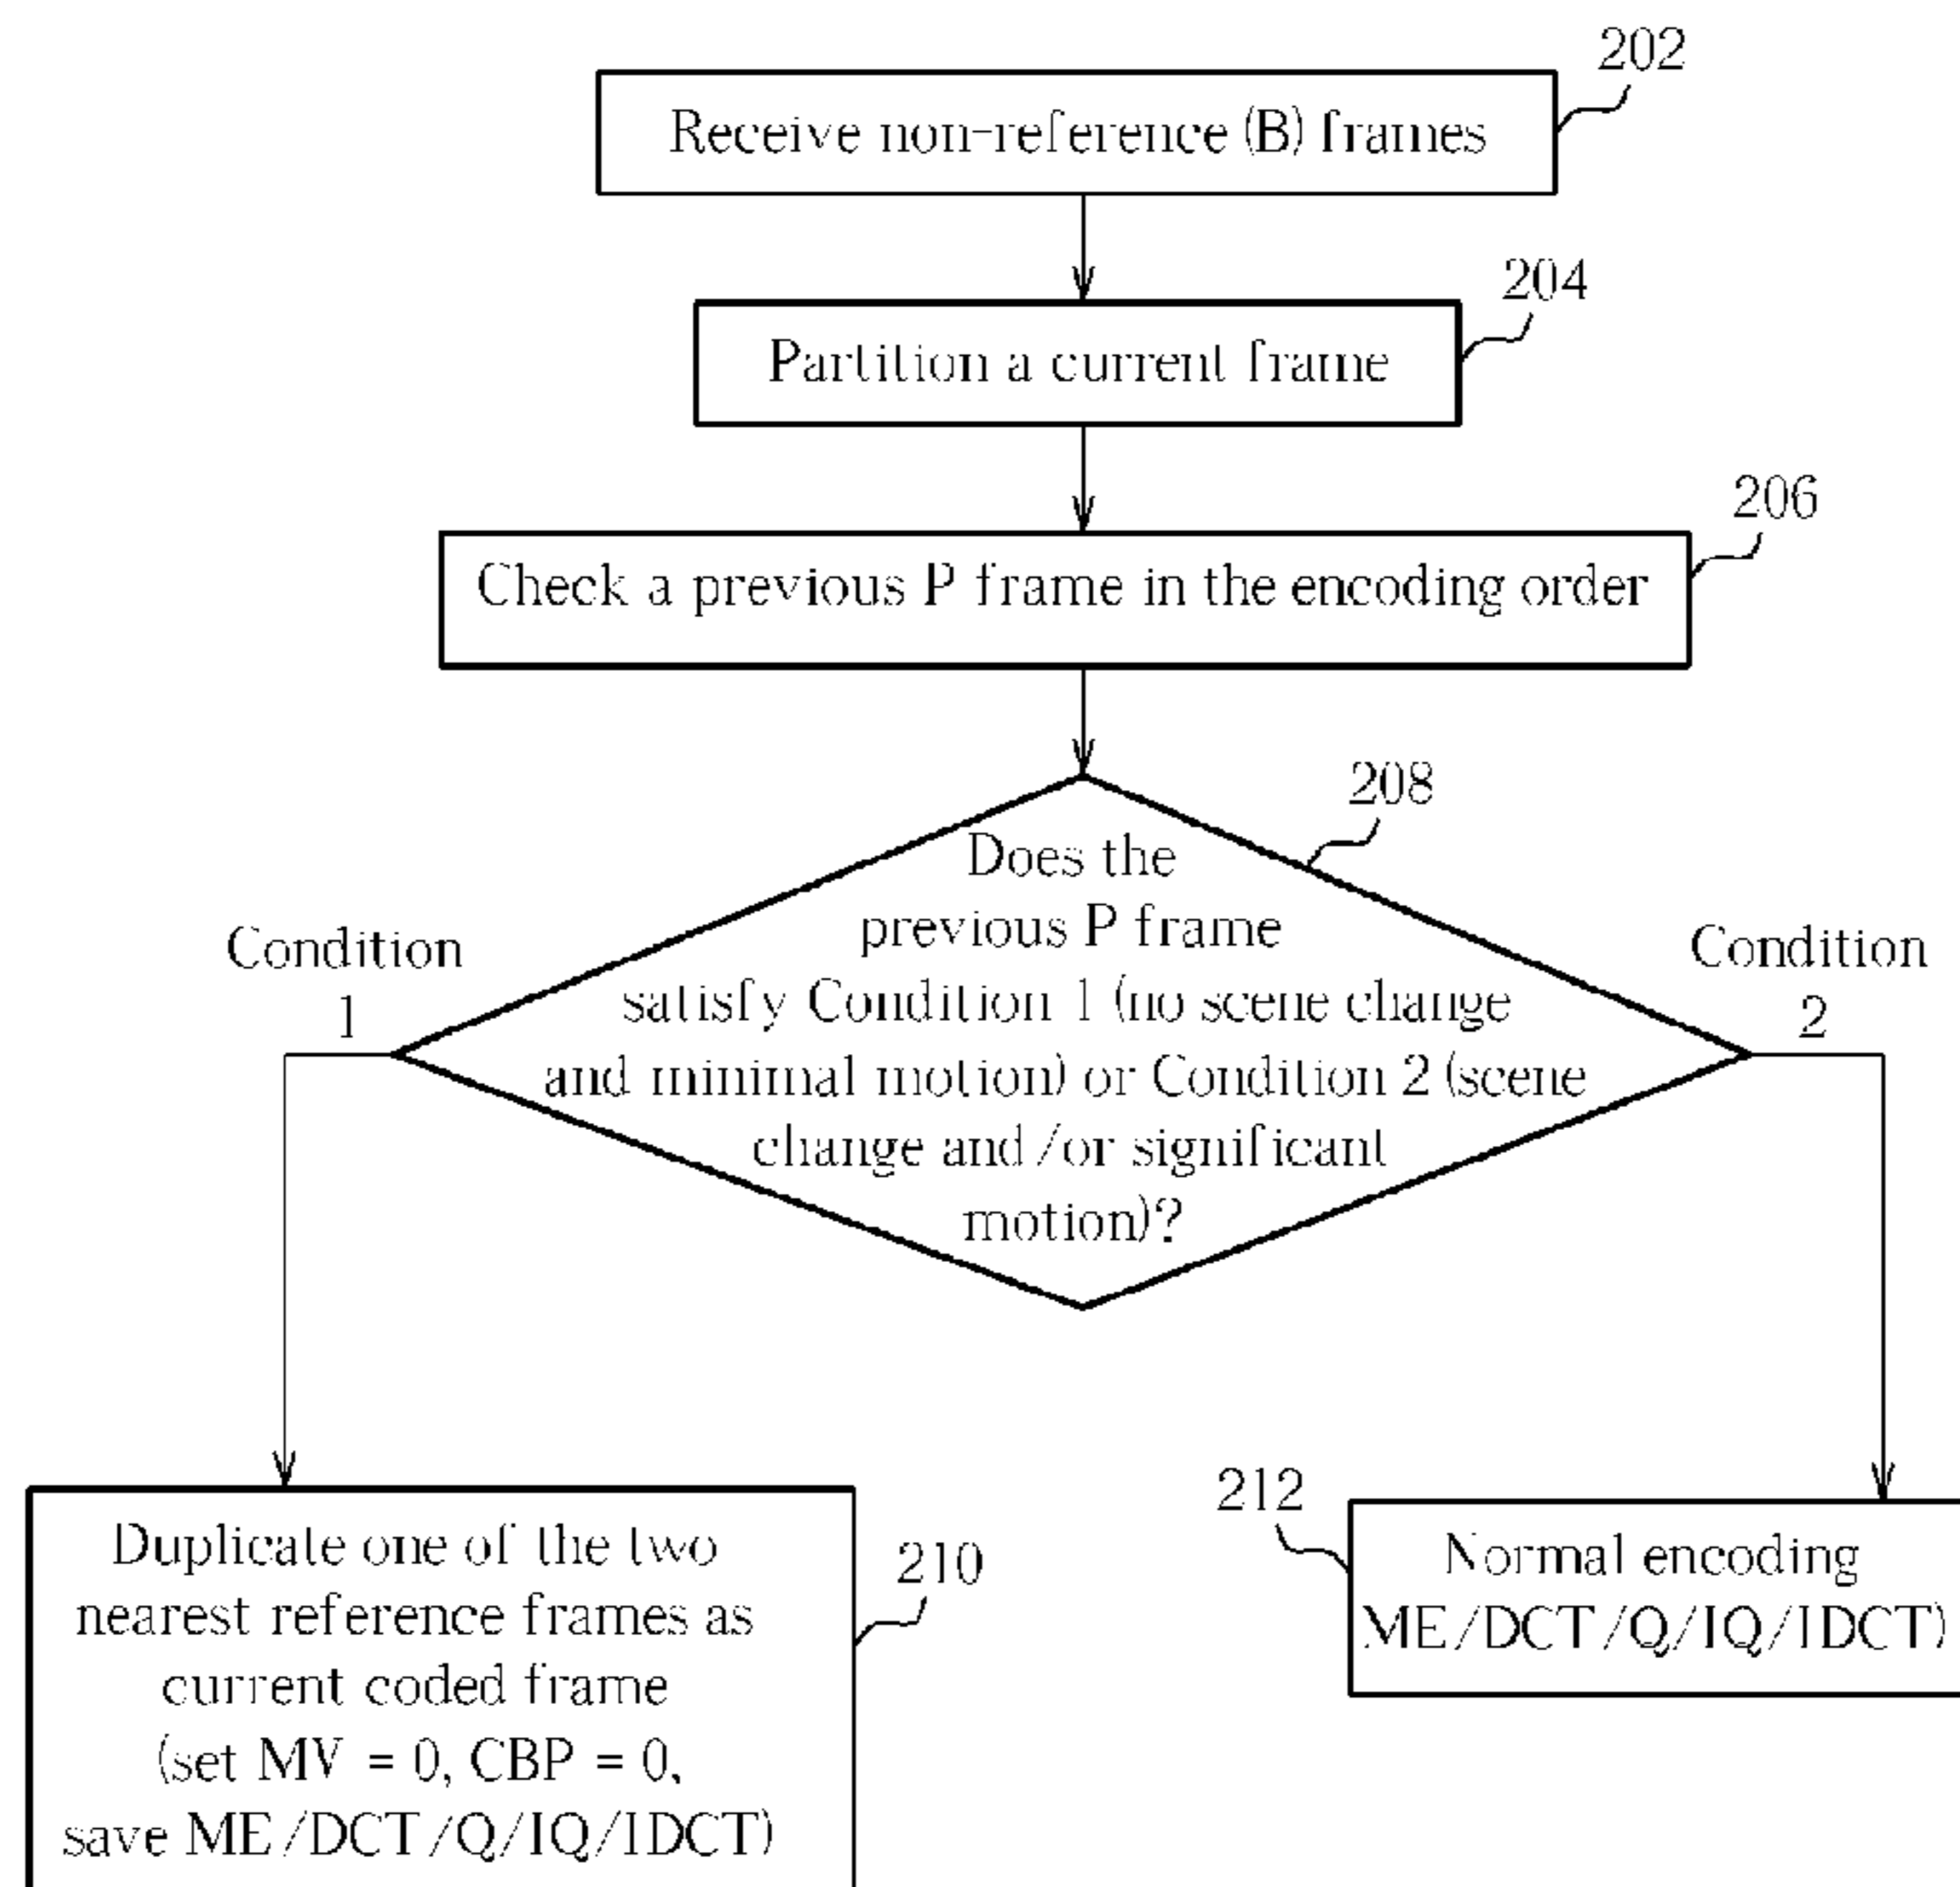 202
Receive non-reference (B) frames
204
Partition a current frame
206
Check a previous P frame in the encoding order
208
Does the
previous P frame
satisfy Condition 1 (no scene change
and minimal motion) or Condition 2 (scene
change and/or significant
motion)?
Condition
1
Condition
2
Duplicate one of the two
nearest reference frames as
current coded frame
(set MV = 0, CBP = 0,
save ME/DCT/Q/IQ/IDCT)
210
212
Normal encoding
ME/DCT/Q/IQ/IDCT)